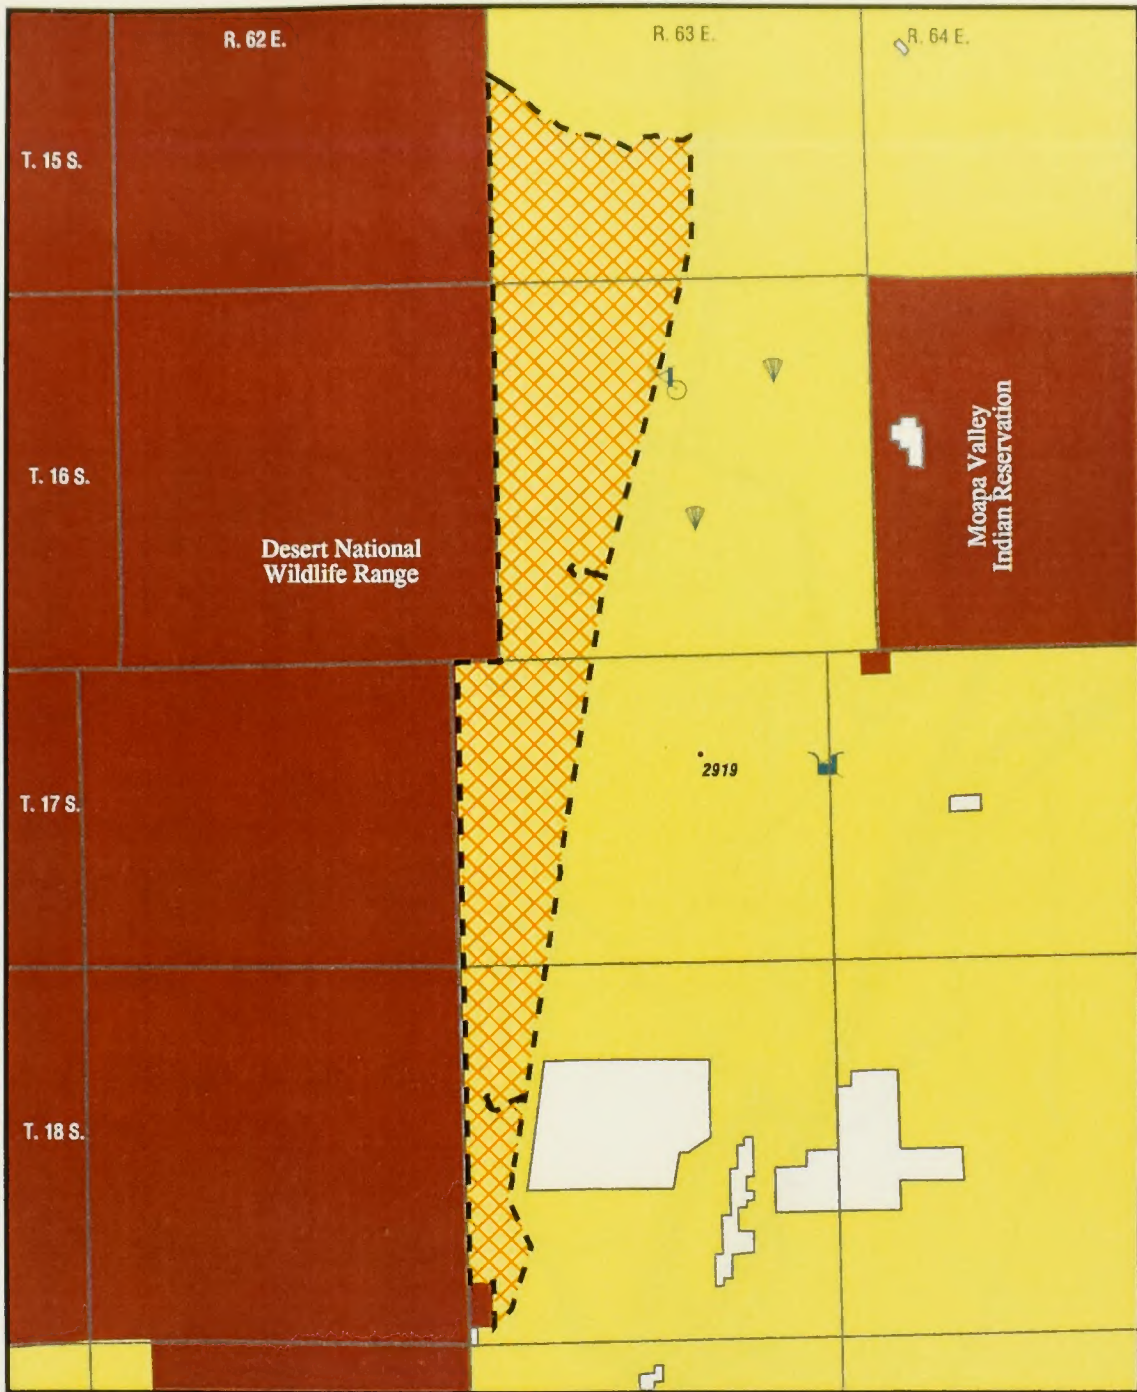 R. 62 E.
R. 63 E.
R. 64 E.
T. 15 S.
T. 16 S.
Desert National
Wildlife Range
Moapa Valley
Indian Reservation
2919
T. 17 S.
T. 18 S.